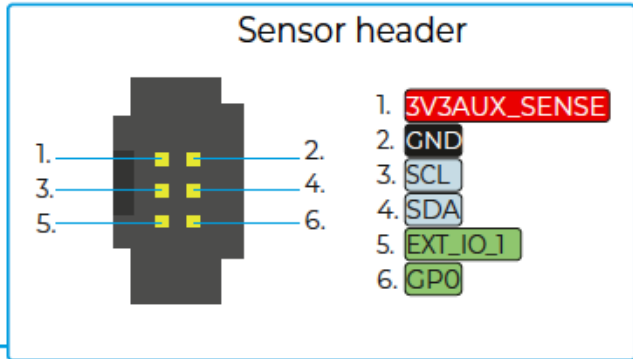 Sensor header
1. 2.
3. 4.
5. 6.
1. 3V3AUX_SENSE
2. GND
3. SCL
4. SDA
5. EXT_IO_1
6. GP0